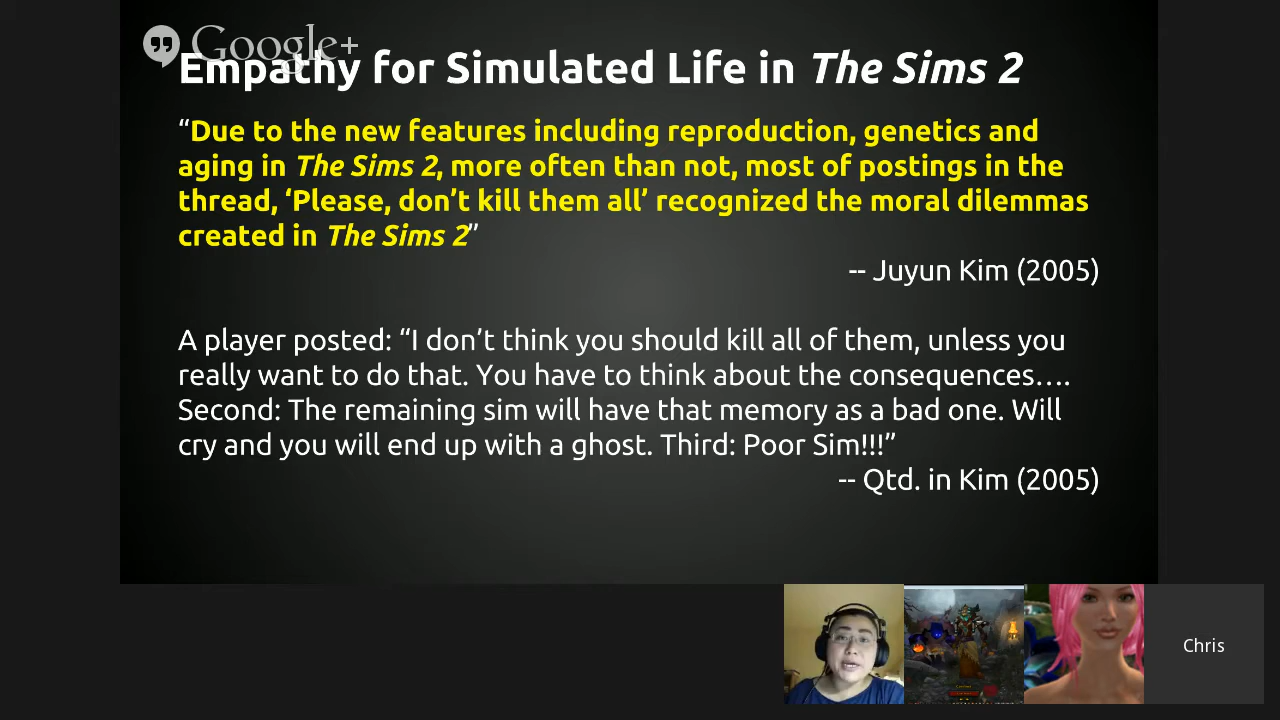 Google+
Empathy for Simulated Life in The Sims 2
“Due to the new features including reproduction, genetics and
aging in The Sims 2, more often than not, most of postings in the
thread, ‘Please, don’t kill them all’ recognized the moral dilemmas
created in The Sims 2”
-- Juyun Kim (2005)
A player posted: “I don’t think you should kill all of them, unless you
really want to do that. You have to think about the consequences….
Second: The remaining sim will have that memory as a bad one. Will
cry and you will end up with a ghost. Third: Poor Sim!!!”
-- Qtd. in Kim (2005)
Chris